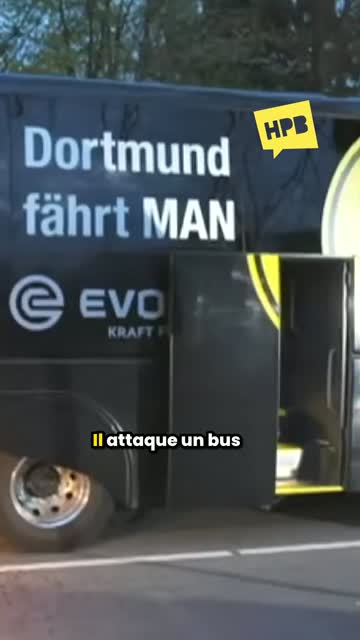 HPB
Dortmund
fährt MAN
EVO
KRAFT F
Il attaque un bus